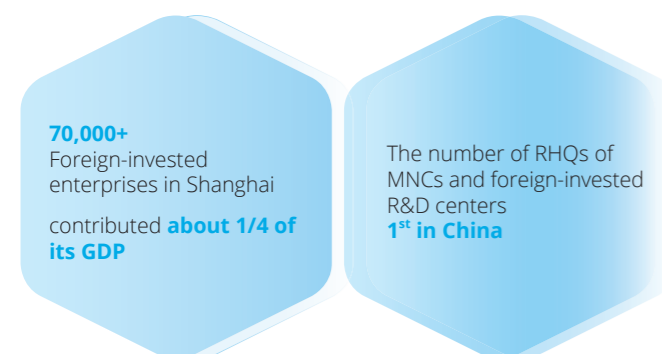 70,000+
Foreign-invested
enterprises in Shanghai
contributed about 1/4 of
its GDP
The number of RHQs of
MNCs and foreign-invested
R&D centers
1st in China